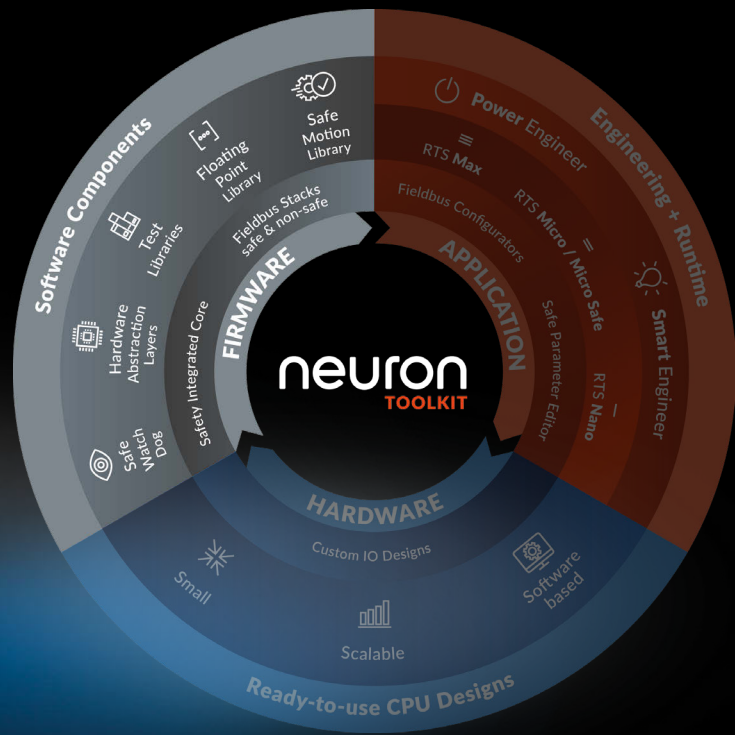 neuron
TOOLKIT
FIRMWARE
Software Components
Safe
Motion
Library
Floating
Point
Library
Test
Libraries
Hardware
Abstraction
Layers
Safe
Watch
Dog
Fieldbus Stacks
safe & non-safe
Safety Integrated Core
APPLICATION
Engineering + Runtime
Power Engineer
Smart Engineer
RTS Max
RTS Micro / Micro Safe
RTS Nano
Fieldbus Configurators
Safe Parameter Editor
HARDWARE
Custom IO Designs
Small
Scalable
Software
based
Ready-to-use CPU Designs